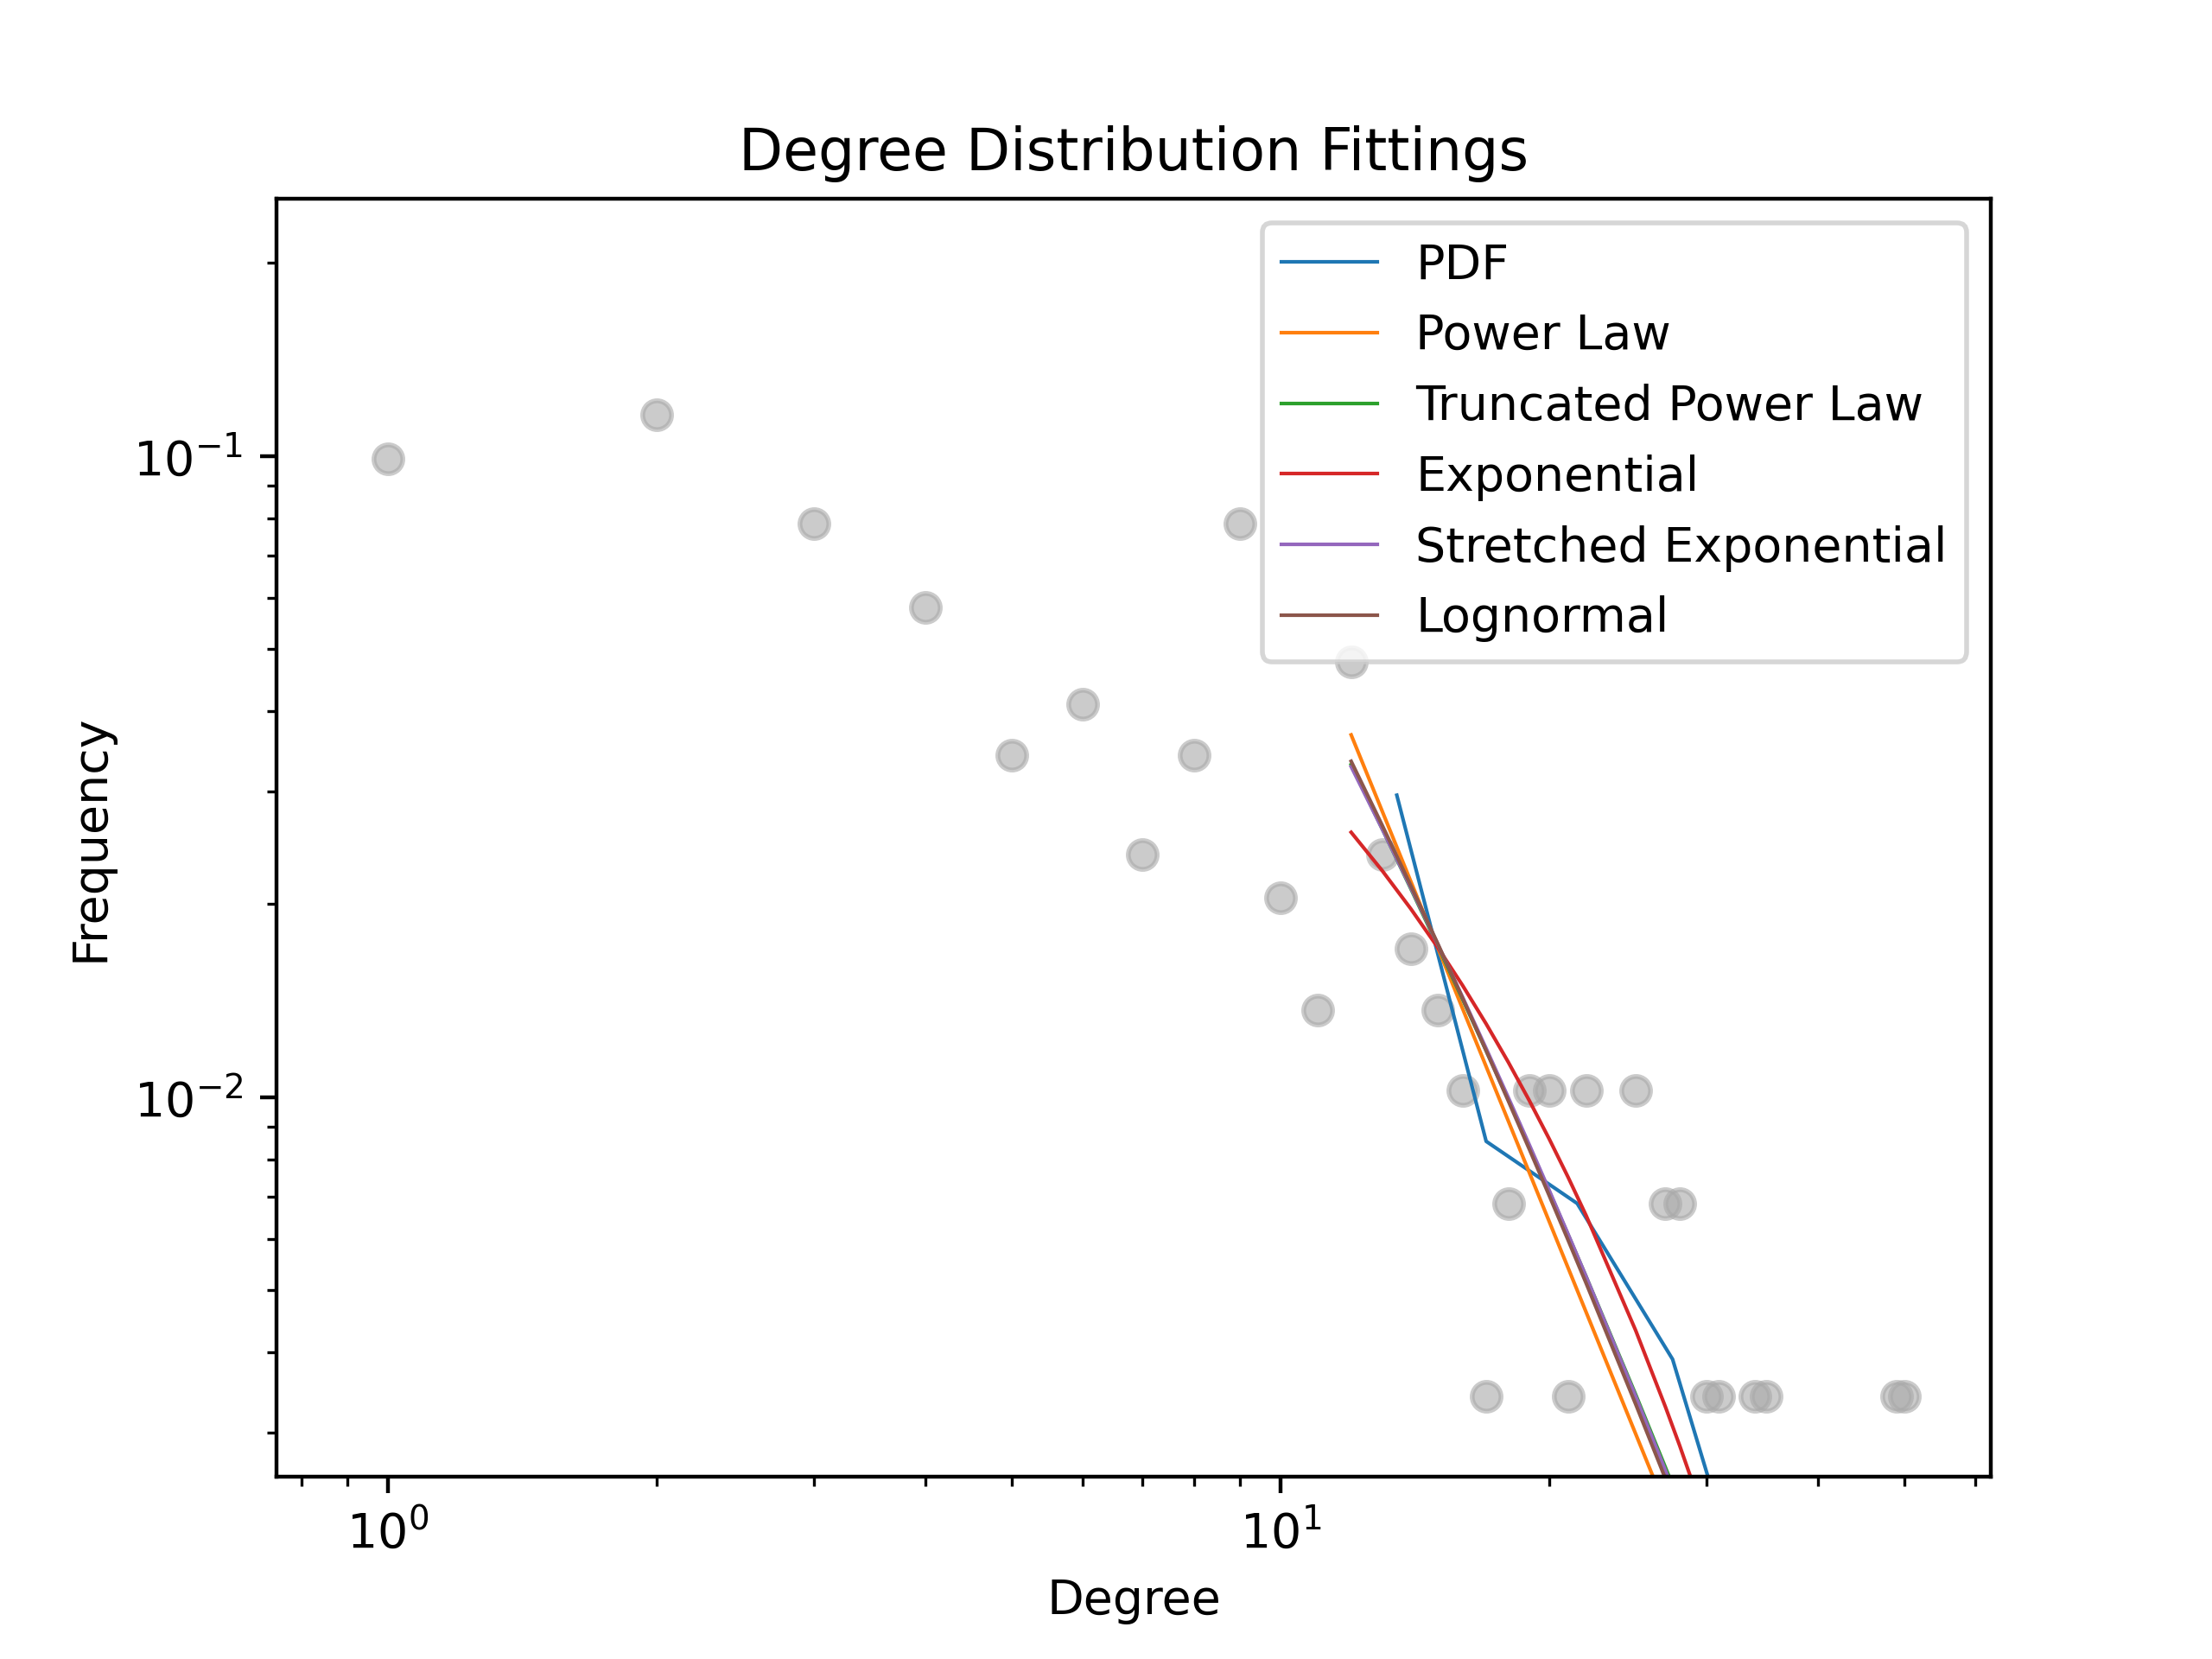 Degree Distribution Fittings
PDF
Power Law
Truncated Power Law
Exponential
Stretched Exponential
Lognormal
Frequency
10⁻¹
10⁻²
10⁰
10¹
Degree